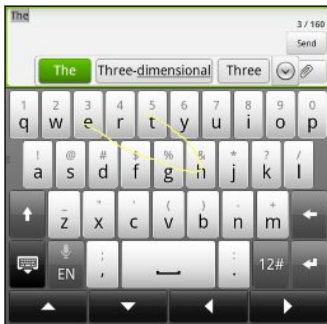 The
3 / 160
Send
The Three-dimensional Three
1 2 3 4 5 6 7 8 9 0
q w e r t y u i o p
! @ # $ % & * ? /
a s d f g h j k l
_ " ' ( ) - +
z x c v b n m
EN ; , : . 12#